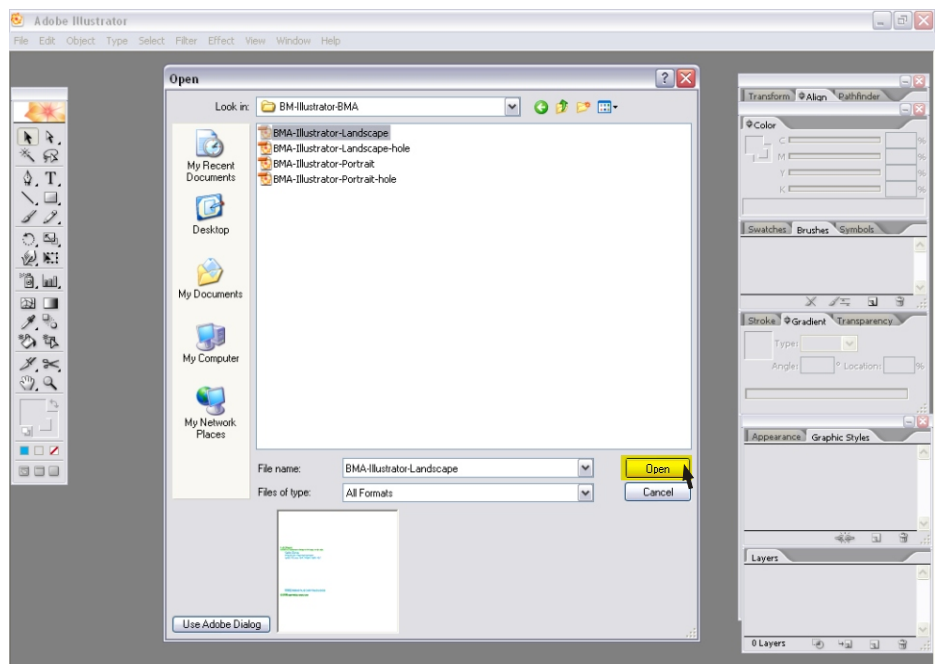 Adobe Illustrator
File Edit Object Type Select Filter Effect View Window Help
Open
Look in: BM-Illustrator-BMA
My Recent Documents
Desktop
My Documents
My Computer
My Network Places
BMA-Illustrator-Landscape
BMA-Illustrator-Landscape-hole
BMA-Illustrator-Portrait
BMA-Illustrator-Portrait-hole
File name: BMA-Illustrator-Landscape Open
Files of type: All Formats Cancel
Use Adobe Dialog
T
Transform Align Pathfinder
Color
C %
M %
Y %
K %
Swatches Brushes Symbols
Stroke Gradient Transparency
Type:
Angle: ° Location: %
Appearance Graphic Styles
Layers
0 Layers